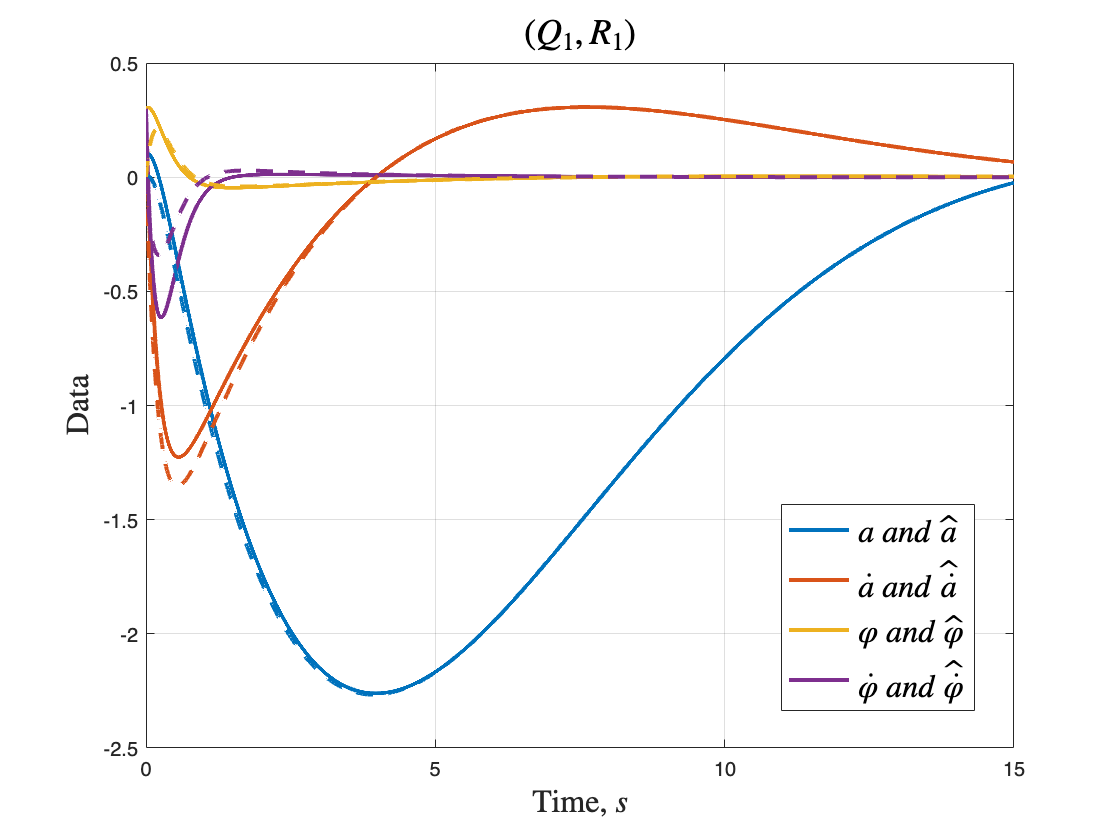 (Q₁, R₁)
0.5
0
-0.5
-1
-1.5
-2
-2.5
Data
a and â
ȧ and ȧ̂
φ and φ̂
φ̇ and φ̇̂
0
5
10
15
Time, s